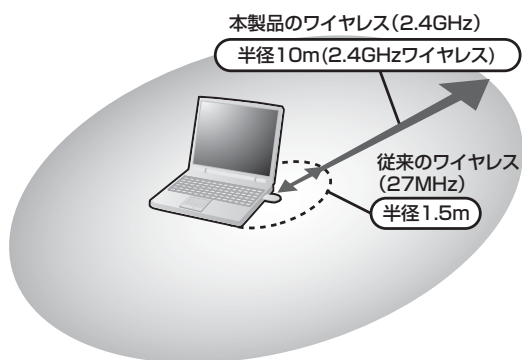 本製品のワイヤレス（2.4GHz）
半径10m(2.4GHzワイヤレス)
従来のワイヤレス
（27MHz）
半径1.5m